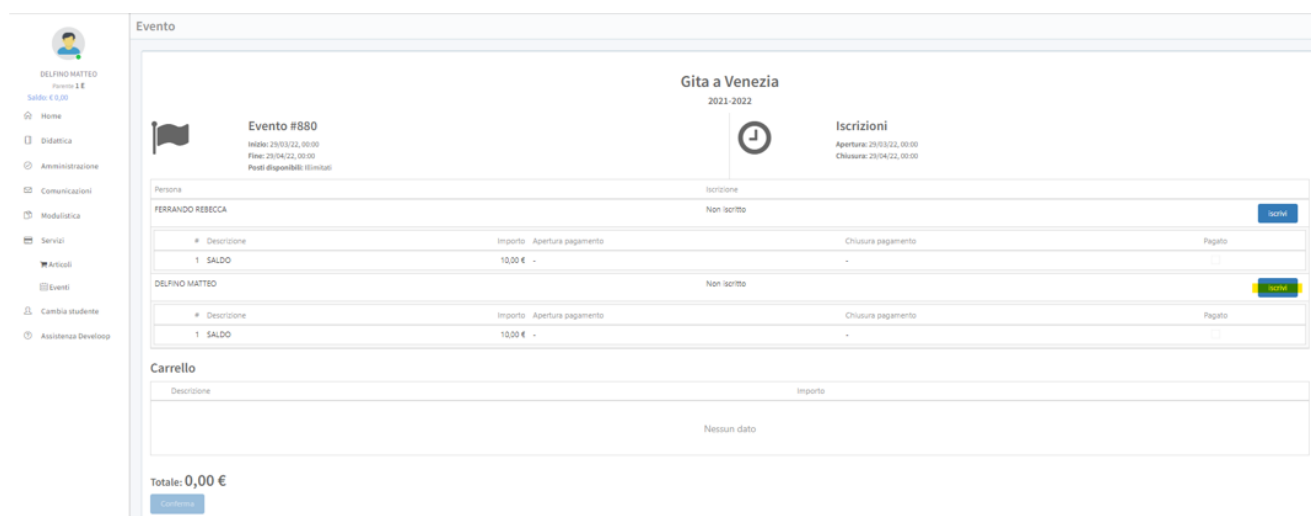 Evento
DELFINO MATTEO
Parente 1 E
Saldo: € 0,00
Home
Didattica
Amministrazione
Comunicazioni
Modulistica
Servizi
Articoli
Eventi
Cambia studente
Assistenza Develoop
Gita a Venezia
2021-2022
Evento #880
Inizio: 29/03/22, 00:00
Fine: 29/04/22, 00:00
Posti disponibili: Illimitati
Iscrizioni
Apertura: 29/03/22, 00:00
Chiusura: 29/04/22, 00:00
Persona Iscrizione
FERRANDO REBECCA Non iscritto Iscrivi
# Descrizione Importo Apertura pagamento Chiusura pagamento Pagato
1 SALDO 10,00 € - -
DELFINO MATTEO Non iscritto Iscrivi
# Descrizione Importo Apertura pagamento Chiusura pagamento Pagato
1 SALDO 10,00 € - -
Carrello
Descrizione Importo
Nessun dato
Totale: 0,00 €
Conferma